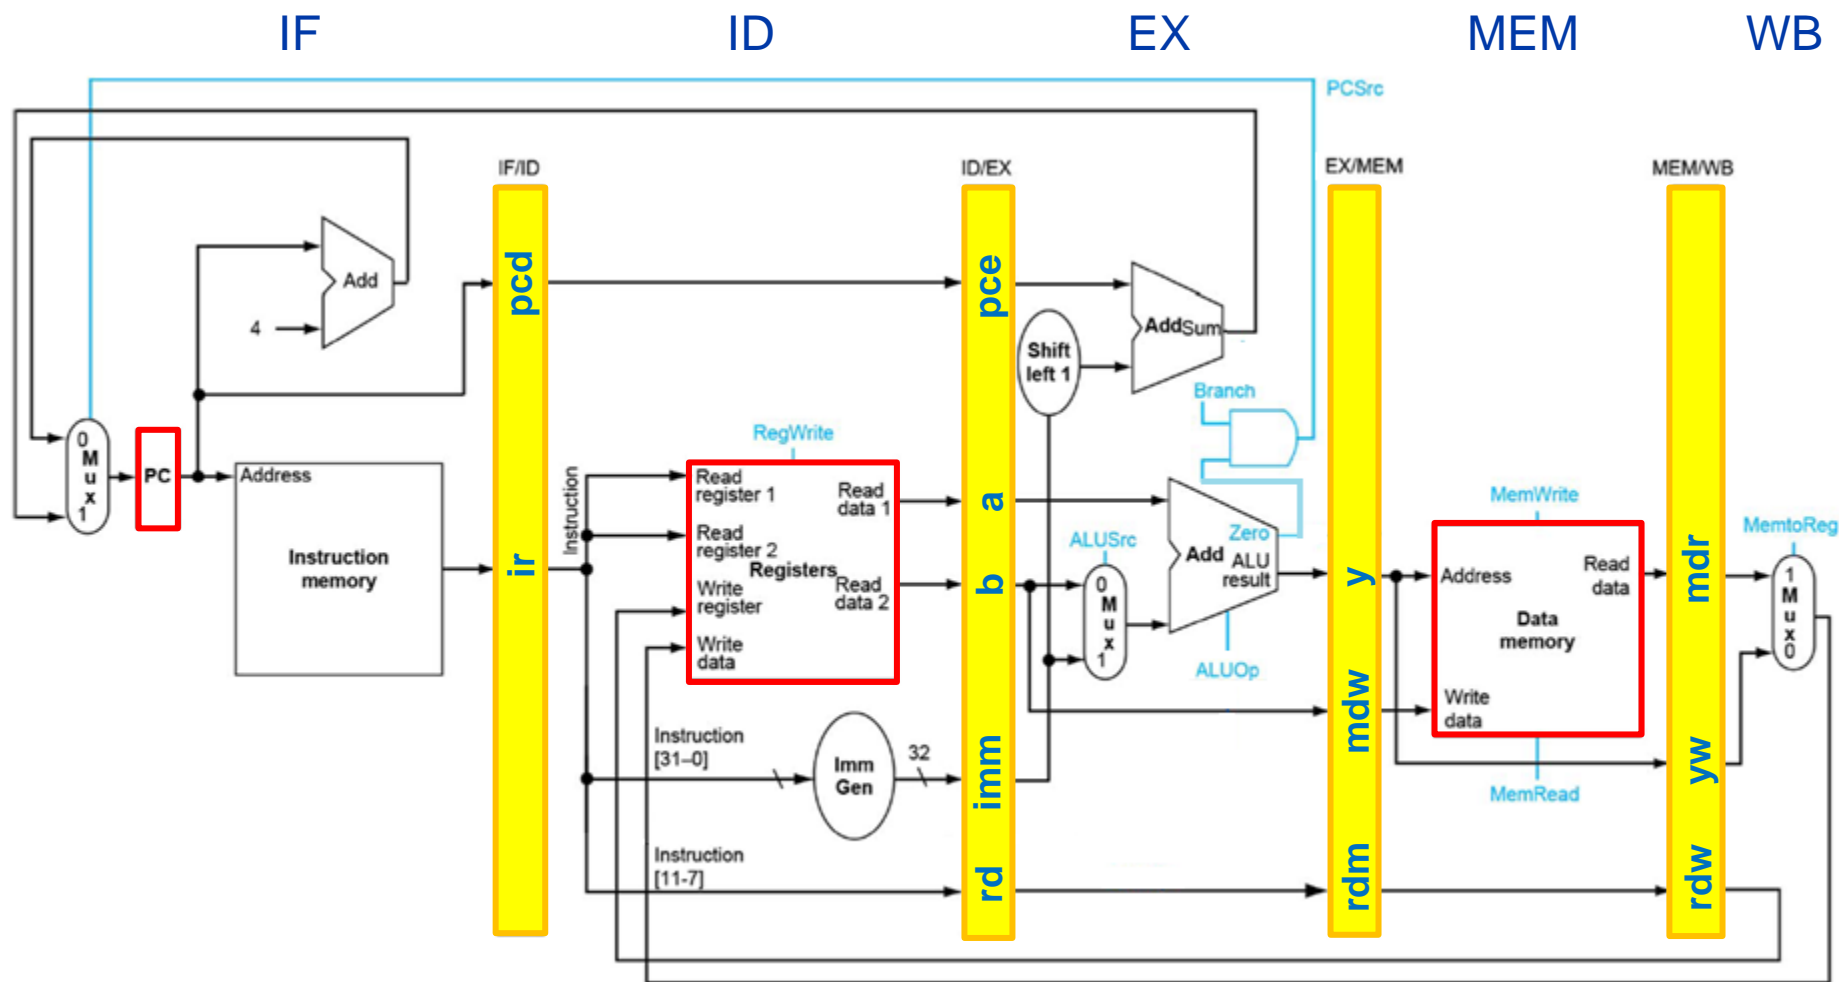 IF
ID
EX
MEM
WB
PCSrc
IF/ID
ID/EX
EX/MEM
MEM/WB
Add
4
pcd
pce
AddSum
Shift
left 1
Branch
0
M
u
x
1
PC
Address
Instruction
memory
ir
Instruction
RegWrite
Read
register 1
Read
register 2
Registers
Write
register
Write
data
Read
data 1
Read
data 2
a
b
ALUSrc
0
M
u
x
1
Zero
Add
ALU
result
ALUOp
y
mdw
MemWrite
Address
Read
data
Data
memory
Write
data
MemRead
mdr
yw
MemtoReg
1
M
u
x
0
Instruction
[31–0]
Imm
Gen
32
imm
Instruction
[11-7]
rd
rdm
rdw